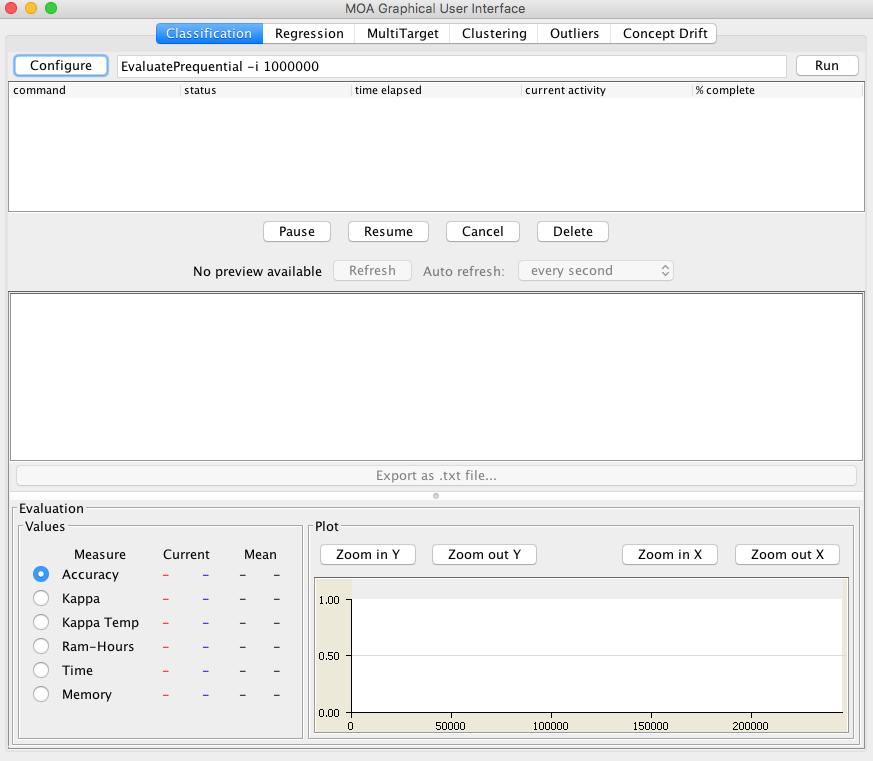 MOA Graphical User Interface
Classification Regression MultiTarget Clustering Outliers Concept Drift
Configure EvaluatePrequential -i 1000000 Run
command status time elapsed current activity % complete
Pause Resume Cancel Delete
No preview available Refresh Auto refresh: every second
Export as .txt file...
Evaluation
Values
Measure Current Mean
Accuracy - - - -
Kappa - - - -
Kappa Temp - - - -
Ram-Hours - - - -
Time - - - -
Memory - - - -
Plot
Zoom in Y Zoom out Y Zoom in X Zoom out X
1.00
0.50
0.00
0 50000 100000 150000 200000